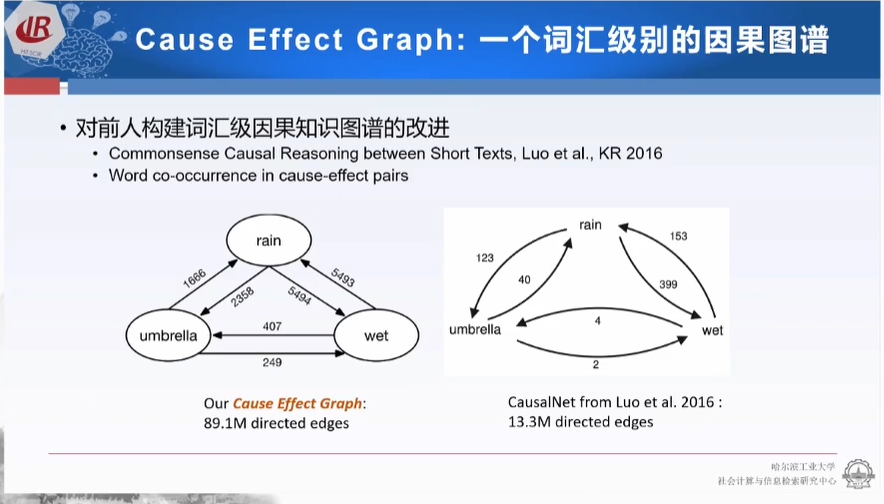 Cause Effect Graph: 一个词汇级别的因果图谱
• 对前人构建词汇级因果知识图谱的改进
• Commonsense Causal Reasoning between Short Texts, Luo et al., KR 2016
• Word co-occurrence in cause-effect pairs
rain
1666
2358
5494
5493
umbrella
407
wet
249
rain
123
40
153
399
umbrella
4
wet
2
Our Cause Effect Graph:
89.1M directed edges
CausalNet from Luo et al. 2016 :
13.3M directed edges
哈尔滨工业大学
社会计算与信息检索研究中心